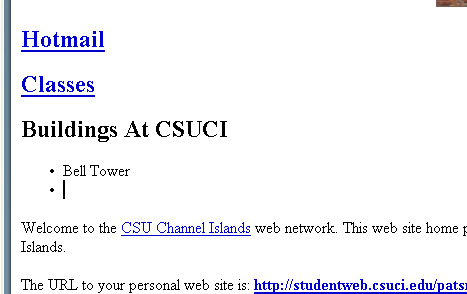 Hotmail
Classes
Buildings At CSUCI
• Bell Tower
•
Welcome to the CSU Channel Islands web network. This web site home
Islands.
The URL to your personal web site is: http://studentweb.csuci.edu/pats